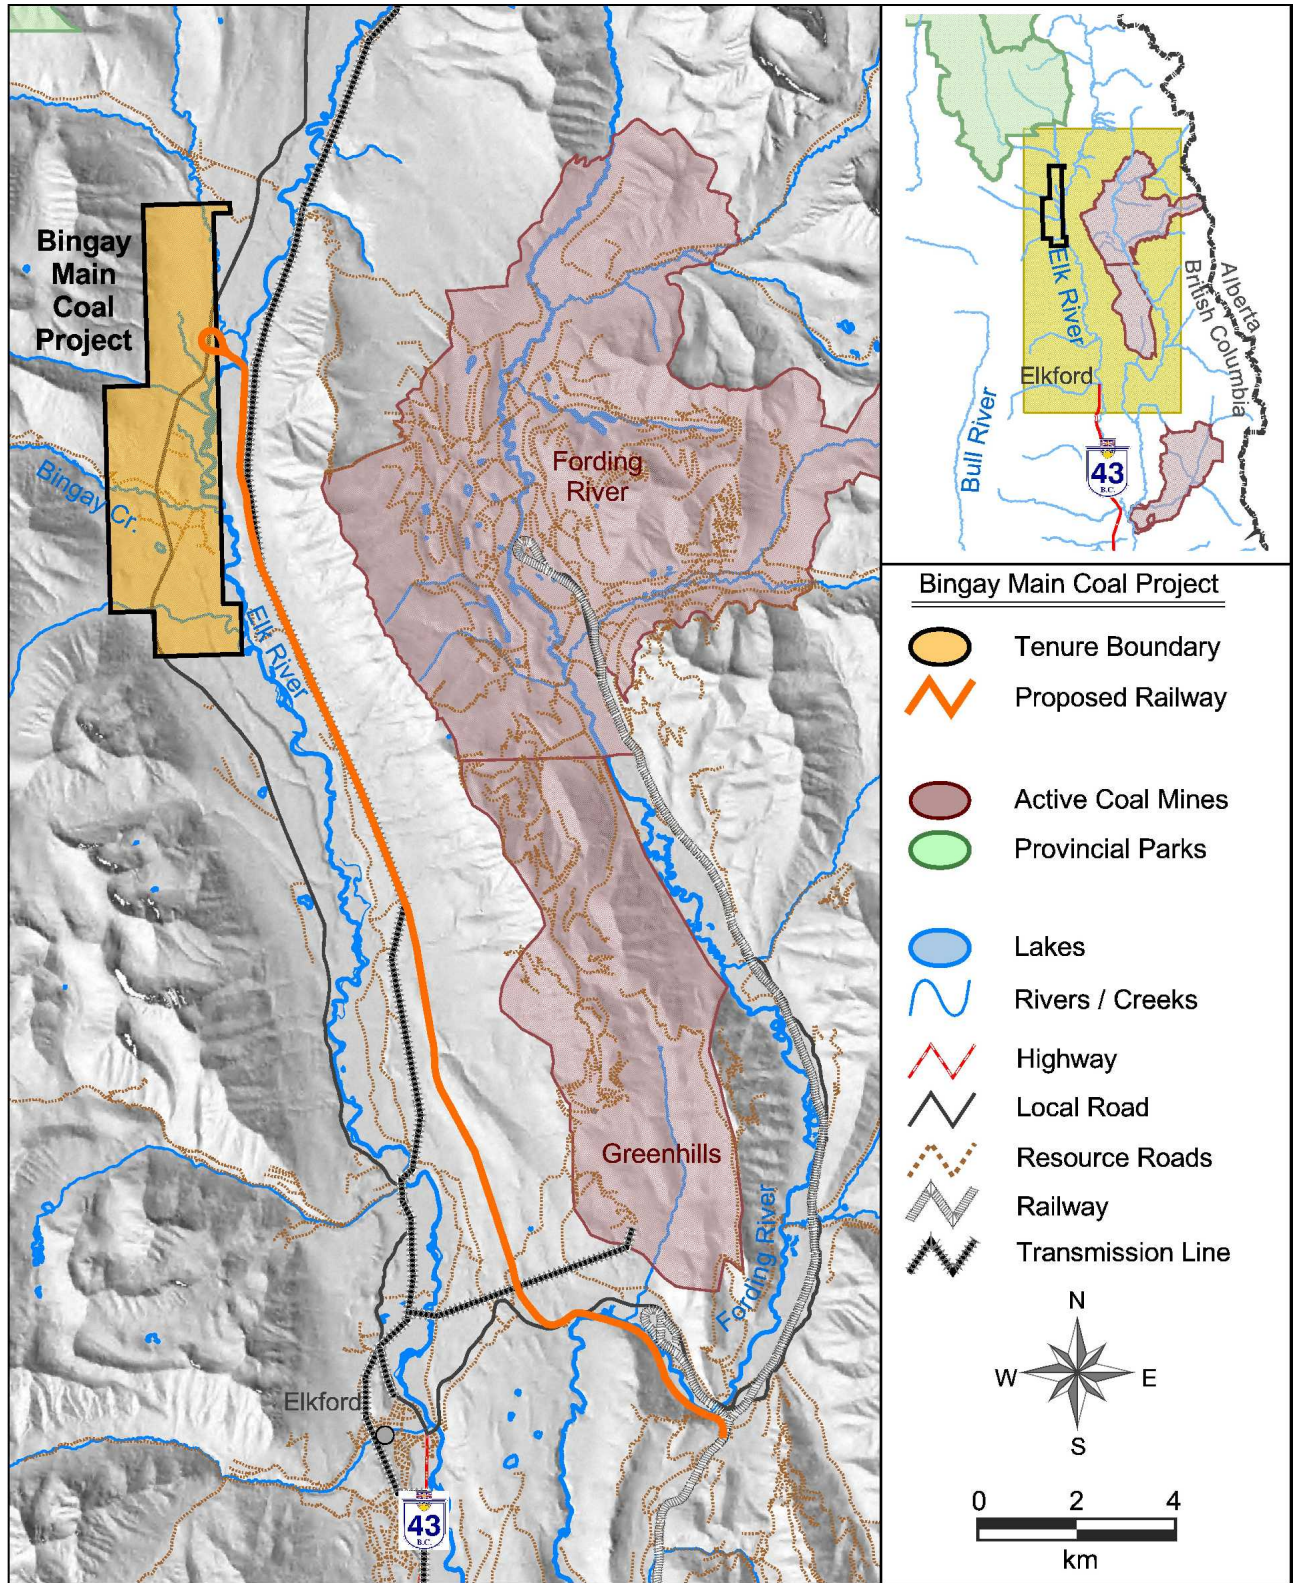 Bingay
Main
Coal
Project
Bingay Cr.
Elk River
Fording
River
Greenhills
Fording River
Elkford
43
B.C.
Elk River
Elkford
Bull River
Alberta
British Columbia
43
B.C.
Bingay Main Coal Project
Tenure Boundary
Proposed Railway
Active Coal Mines
Provincial Parks
Lakes
Rivers / Creeks
Highway
Local Road
Resource Roads
Railway
Transmission Line
N
W E
S
0 2 4
km